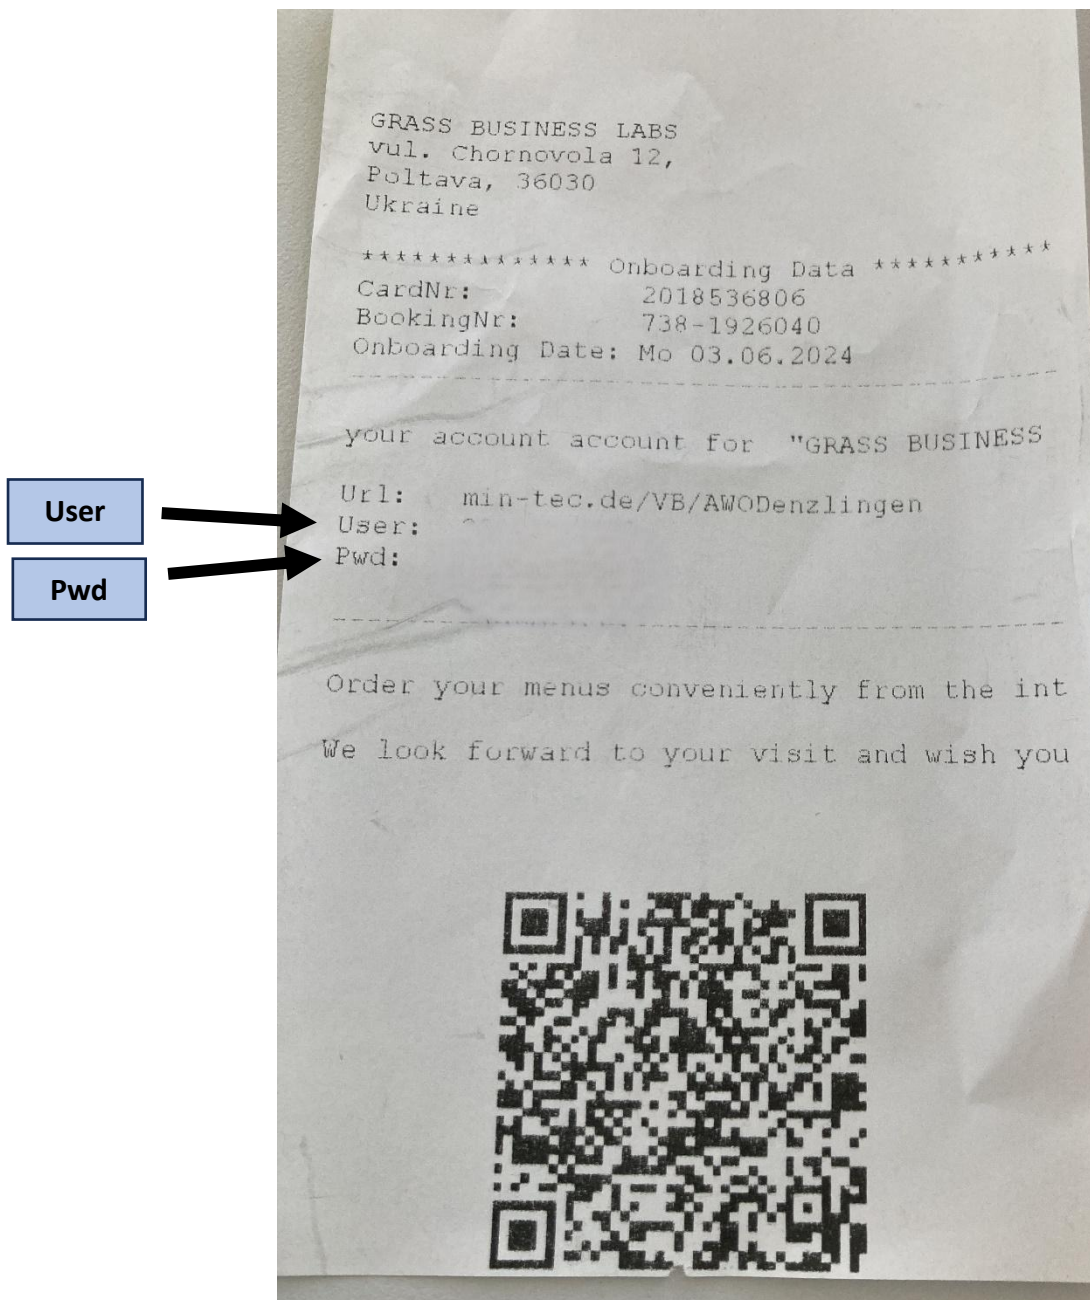 GRASS BUSINESS LABS
vul. Chornovola 12,
Poltava, 36030
Ukraine
************** Onboarding Data ***********
CardNr: 2018536806
BookingNr: 738-1926040
Onboarding Date: Mo 03.06.2024
your account account for "GRASS BUSINESS
Url: min-tec.de/VB/AWODenzlingen
User
User:
Pwd:
Pwd
Order your menus conveniently from the int
We look forward to your visit and wish you